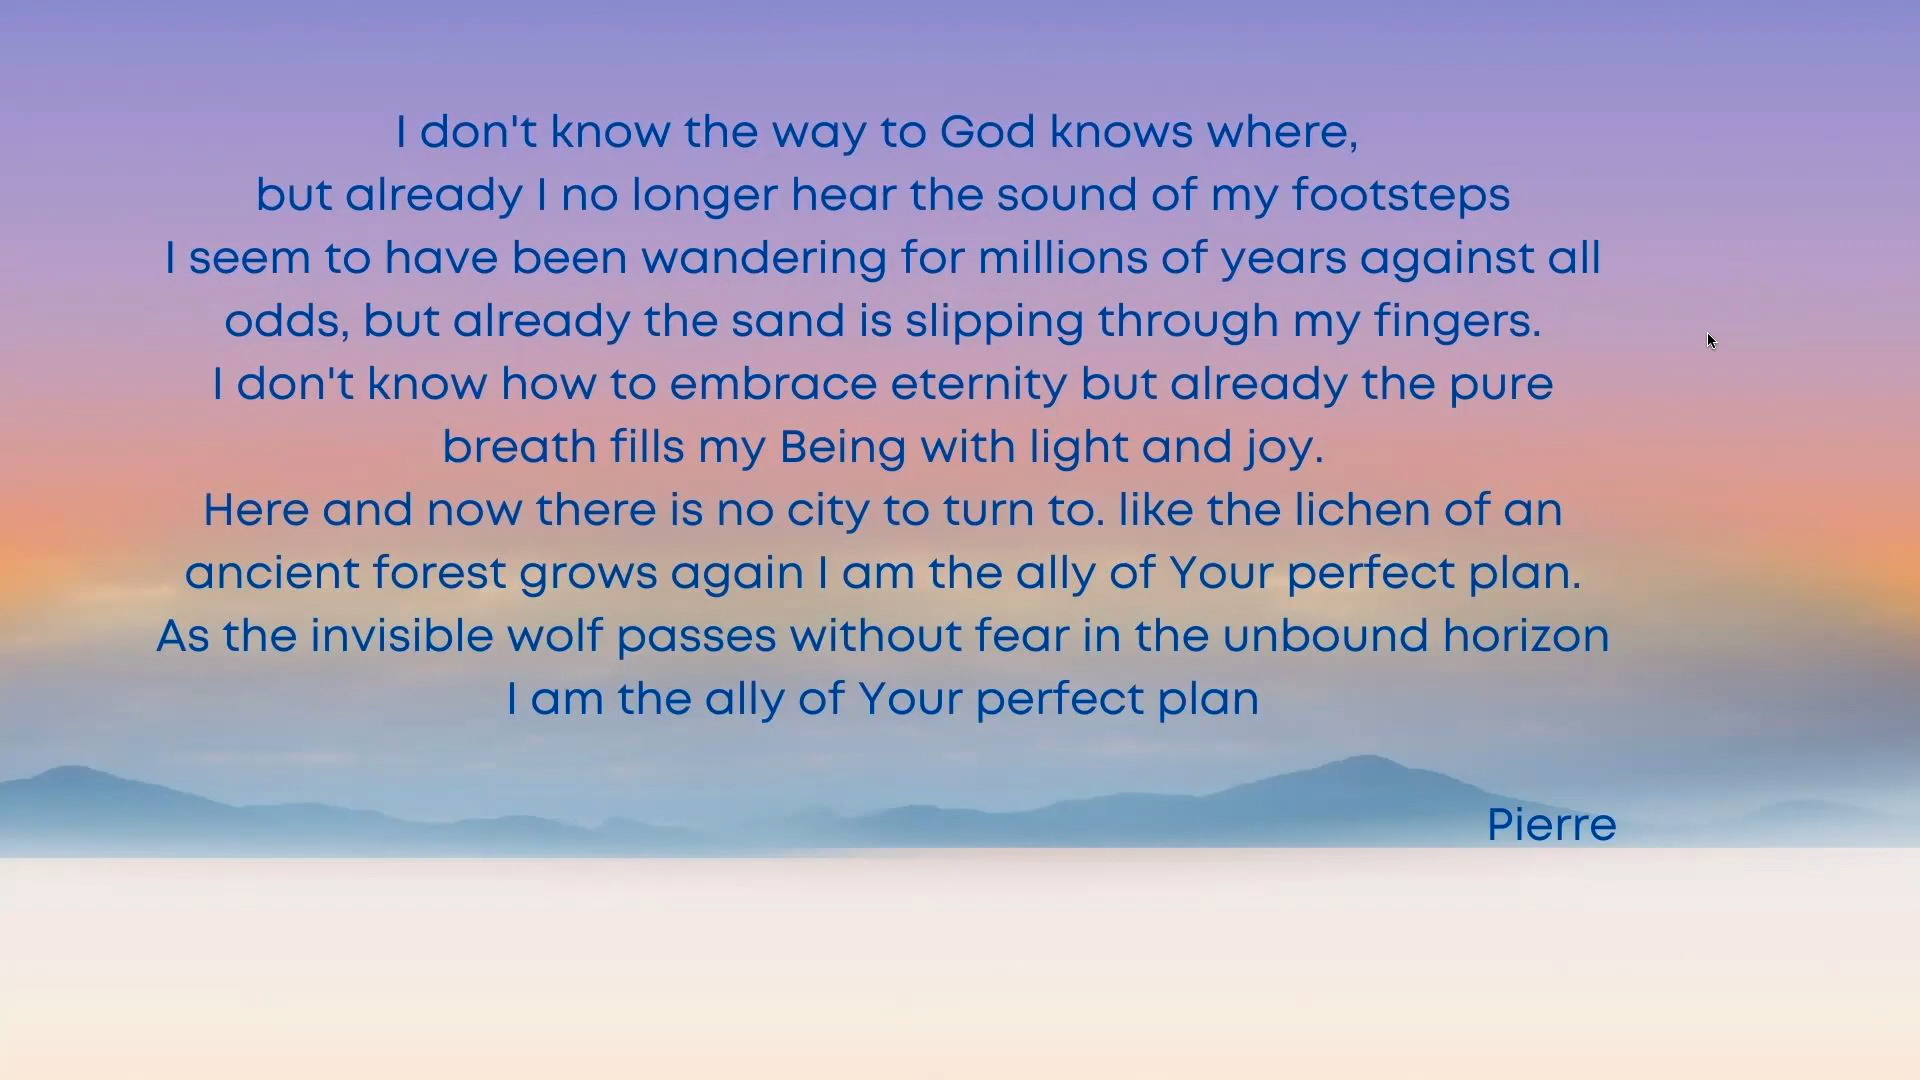 I don't know the way to God knows where,
but already I no longer hear the sound of my footsteps
I seem to have been wandering for millions of years against all
odds, but already the sand is slipping through my fingers.
I don't know how to embrace eternity but already the pure
breath fills my Being with light and joy.
Here and now there is no city to turn to. like the lichen of an
ancient forest grows again I am the ally of Your perfect plan.
As the invisible wolf passes without fear in the unbound horizon
I am the ally of Your perfect plan
Pierre